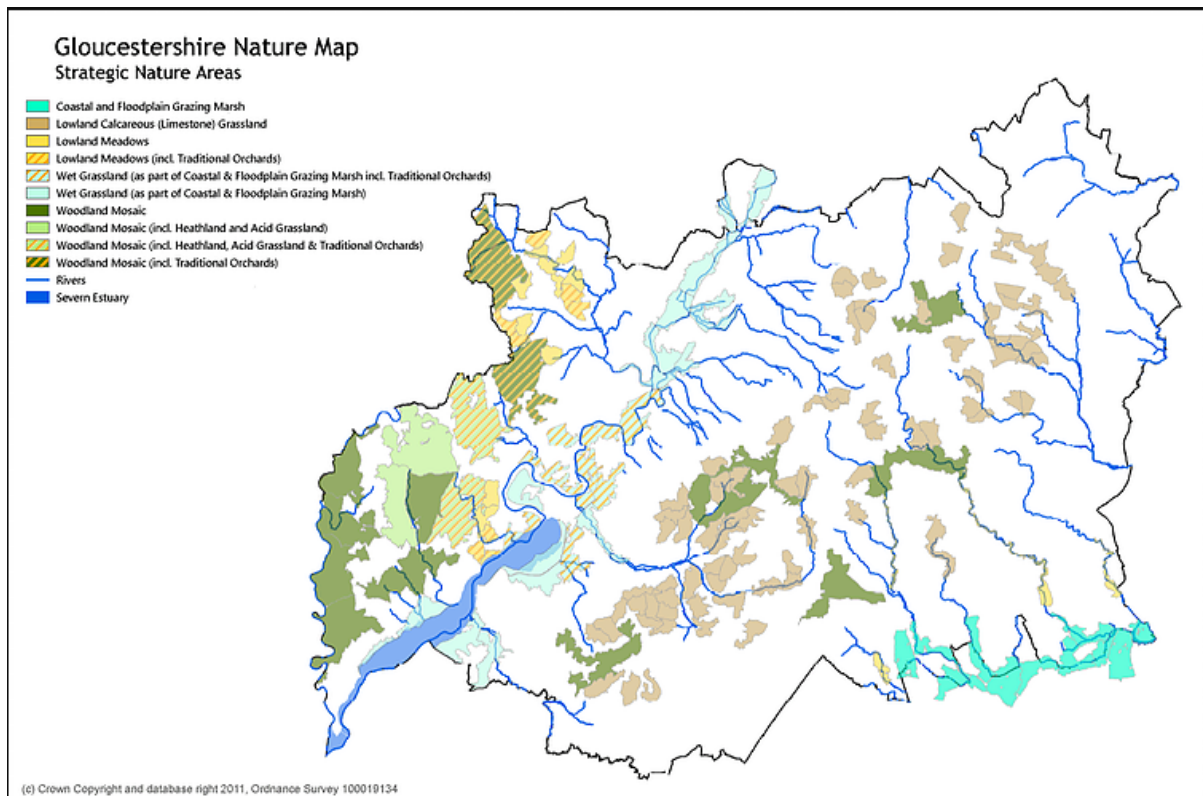 Gloucestershire Nature Map
Strategic Nature Areas
Coastal and Floodplain Grazing Marsh
Lowland Calcareous (Limestone) Grassland
Lowland Meadows
Lowland Meadows (incl. Traditional Orchards)
Wet Grassland (as part of Coastal & Floodplain Grazing Marsh incl. Traditional Orchards)
Wet Grassland (as part of Coastal & Floodplain Grazing Marsh)
Woodland Mosaic
Woodland Mosaic (incl. Heathland and Acid Grassland)
Woodland Mosaic (incl. Heathland, Acid Grassland & Traditional Orchards)
Woodland Mosaic (incl. Traditional Orchards)
Rivers
Severn Estuary
(c) Crown Copyright and database right 2011, Ordnance Survey 100019134